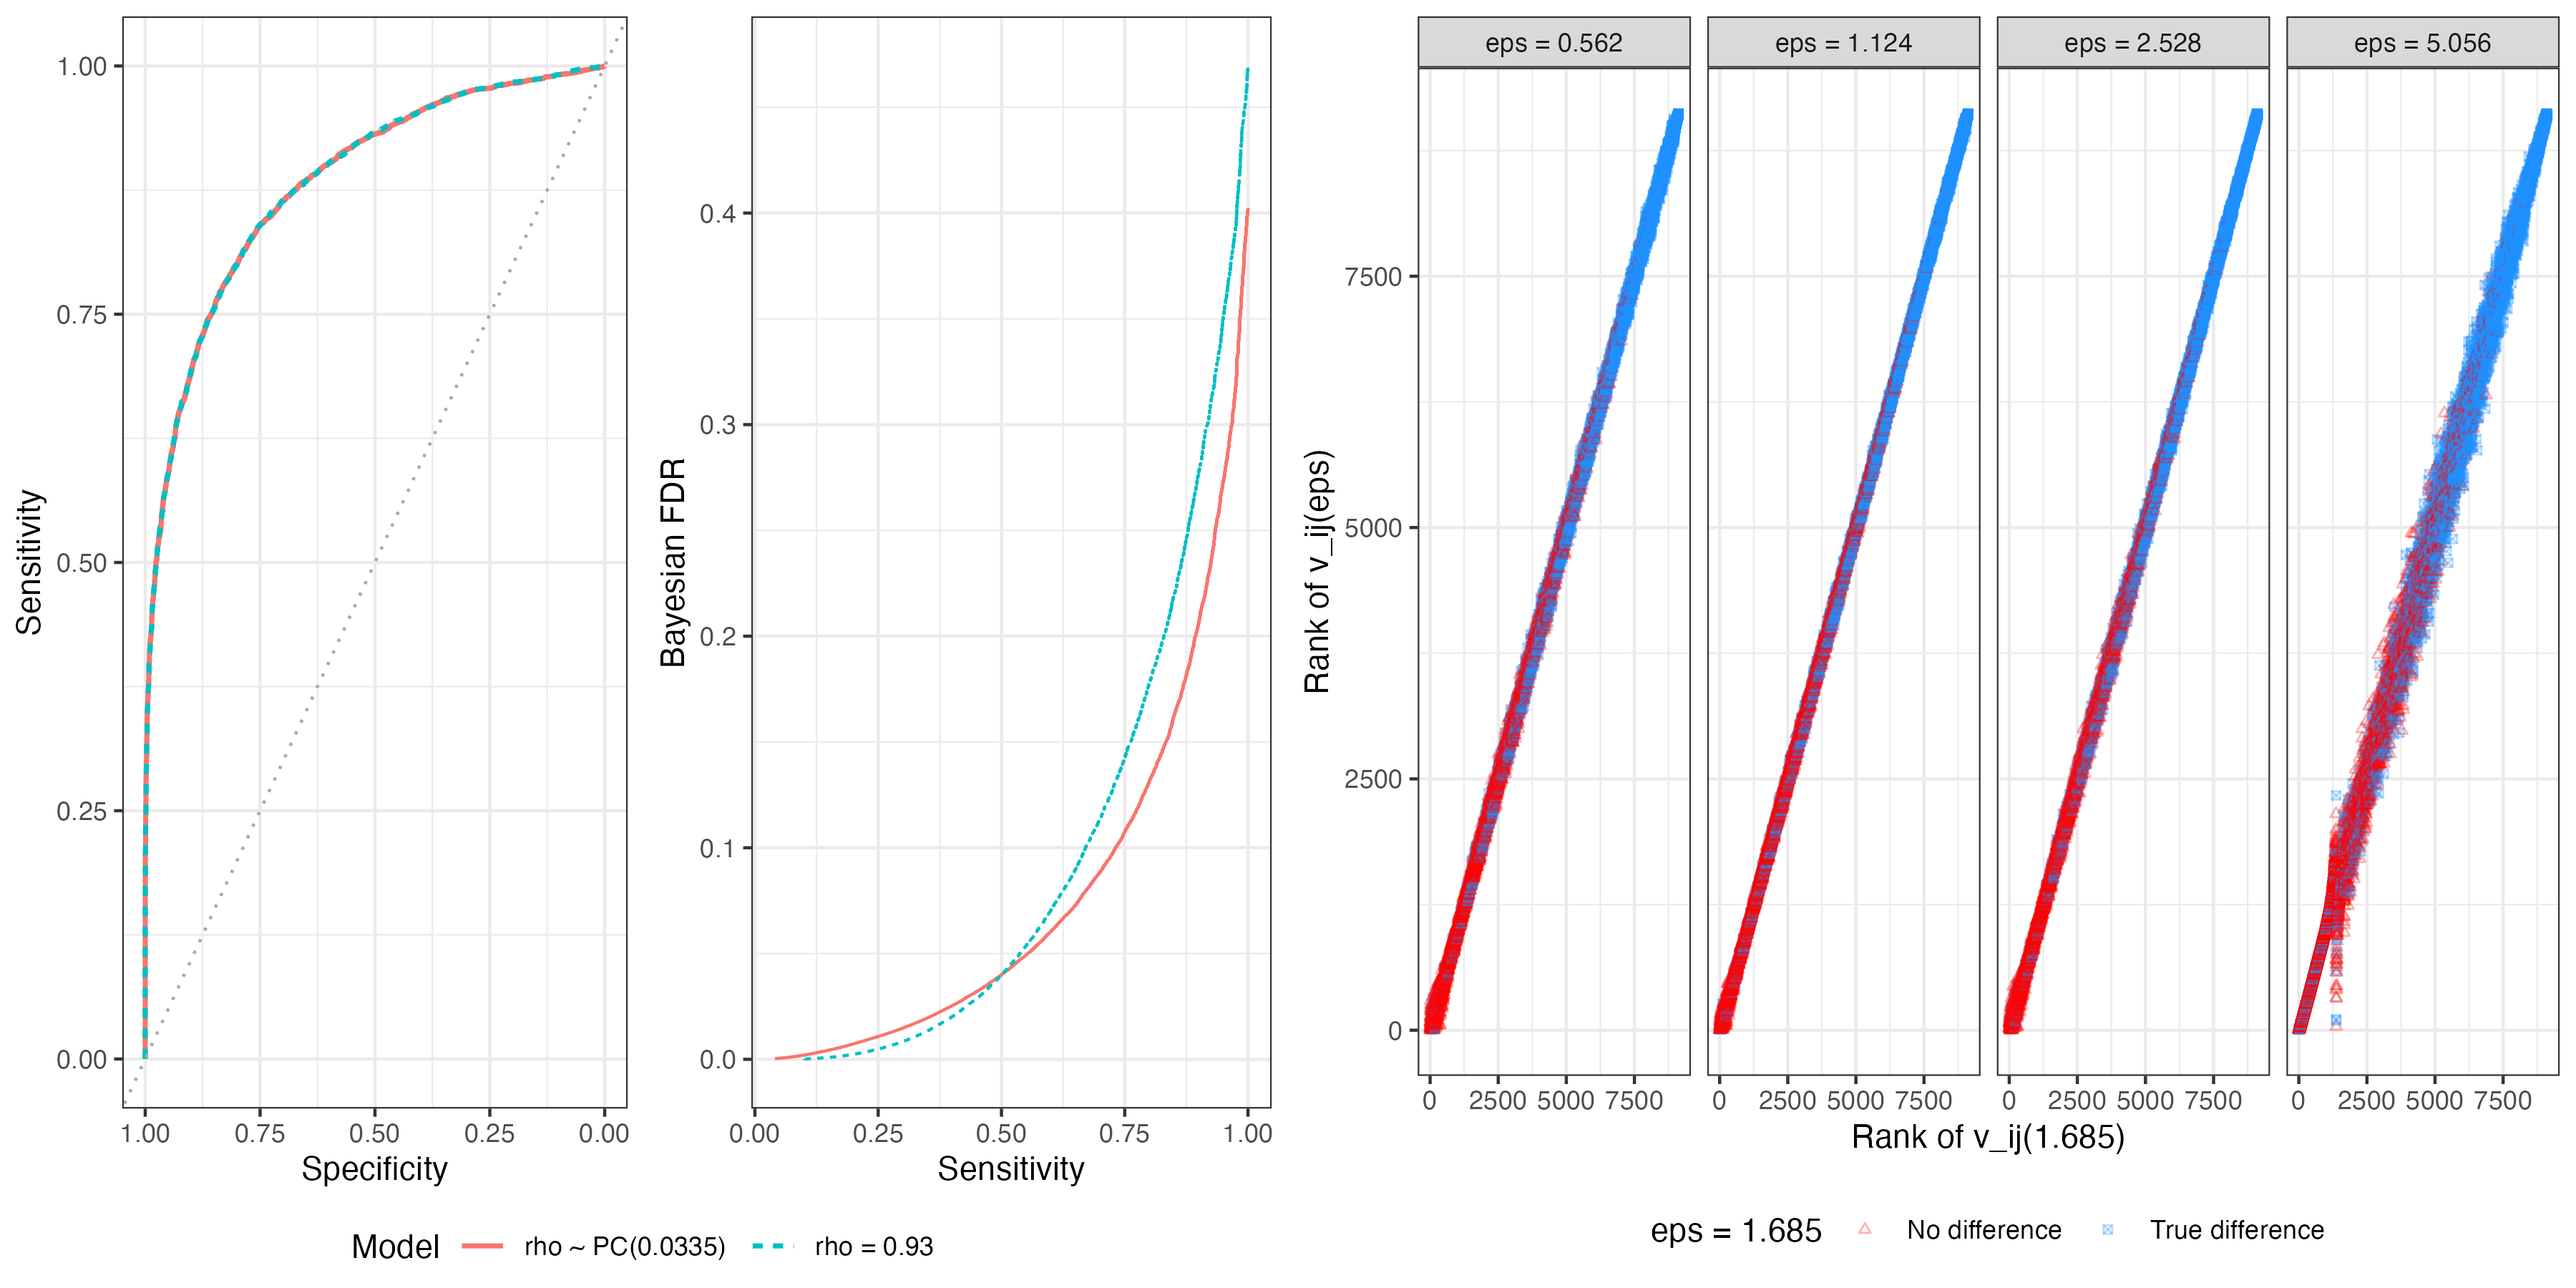 1.00
0.75
0.50
0.25
0.00
Sensitivity
1.00 0.75 0.50 0.25 0.00
Specificity
0.4
0.3
0.2
0.1
0.0
Bayesian FDR
0.00 0.25 0.50 0.75 1.00
Sensitivity
Model rho ~ PC(0.0335) rho = 0.93
eps = 0.562 eps = 1.124 eps = 2.528 eps = 5.056
7500
5000
2500
0
Rank of v_ij(eps)
0 2500 5000 7500 0 2500 5000 7500 0 2500 5000 7500 0 2500 5000 7500
Rank of v_ij(1.685)
eps = 1.685 No difference True difference